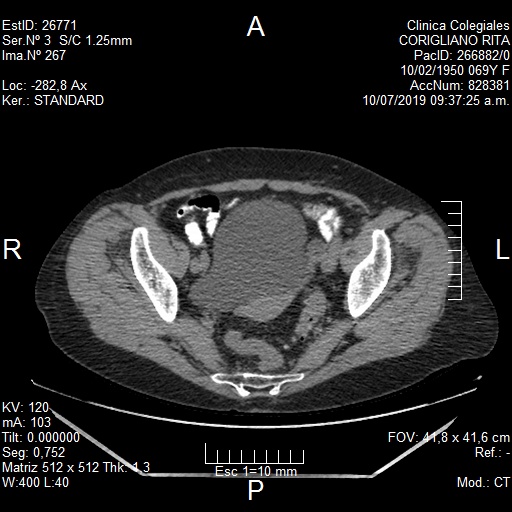 EstID: 26771
Ser.Nº 3 S/C 1.25mm
Ima.Nº 267
Loc: -282,8 Ax
Ker.: STANDARD
A
Clinica Colegiales
CORIGLIANO RITA
PacID: 266882/0
10/02/1950 069Y F
AccNum: 828381
10/07/2019 09:37:25 a.m.
R
L
KV: 120
mA: 103
Tilt: 0.000000
Seg: 0,752
Matriz 512 x 512 Thk: 1.3
W:400 L:40
Esc 1=10 mm
P
FOV: 41,8 x 41,6 cm
Ref.: -
Mod.: CT